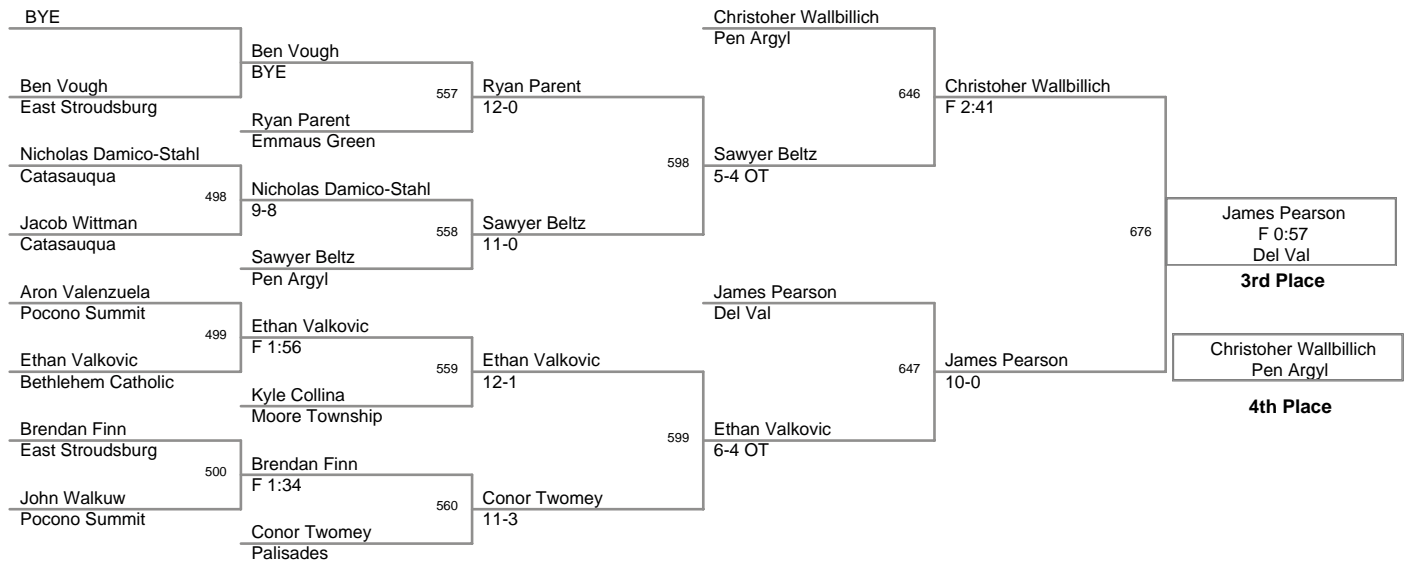 BYE
Ben Vough
East Stroudsburg
Nicholas Damico-Stahl
Catasauqua
498
Jacob Wittman
Catasauqua
Aron Valenzuela
Pocono Summit
499
Ethan Valkovic
Bethlehem Catholic
Brendan Finn
East Stroudsburg
500
John Walkuw
Pocono Summit
Ben Vough
BYE
557
Ryan Parent
Emmaus Green
Nicholas Damico-Stahl
9-8
558
Sawyer Beltz
Pen Argyl
Ethan Valkovic
F 1:56
559
Kyle Collina
Moore Township
Brendan Finn
F 1:34
560
Conor Twomey
Palisades
Ryan Parent
12-0
598
Sawyer Beltz
11-0
Ethan Valkovic
12-1
599
Conor Twomey
11-3
Christoher Wallbillich
Pen Argyl
646
Sawyer Beltz
5-4 OT
James Pearson
Del Val
647
Ethan Valkovic
6-4 OT
Christoher Wallbillich
F 2:41
676
James Pearson
10-0
James Pearson
F 0:57
Del Val
3rd Place
Christoher Wallbillich
Pen Argyl
4th Place